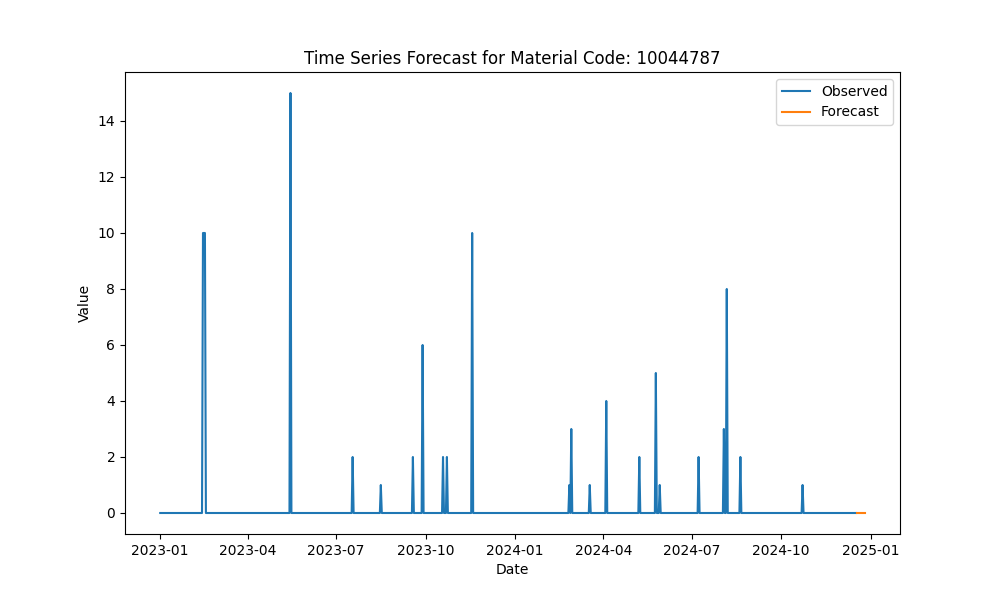 Time Series Forecast for Material Code: 10044787
Observed
Forecast
14
12
10
8
6
4
2
0
Value
2023-01 2023-04 2023-07 2023-10 2024-01 2024-04 2024-07 2024-10 2025-01
Date